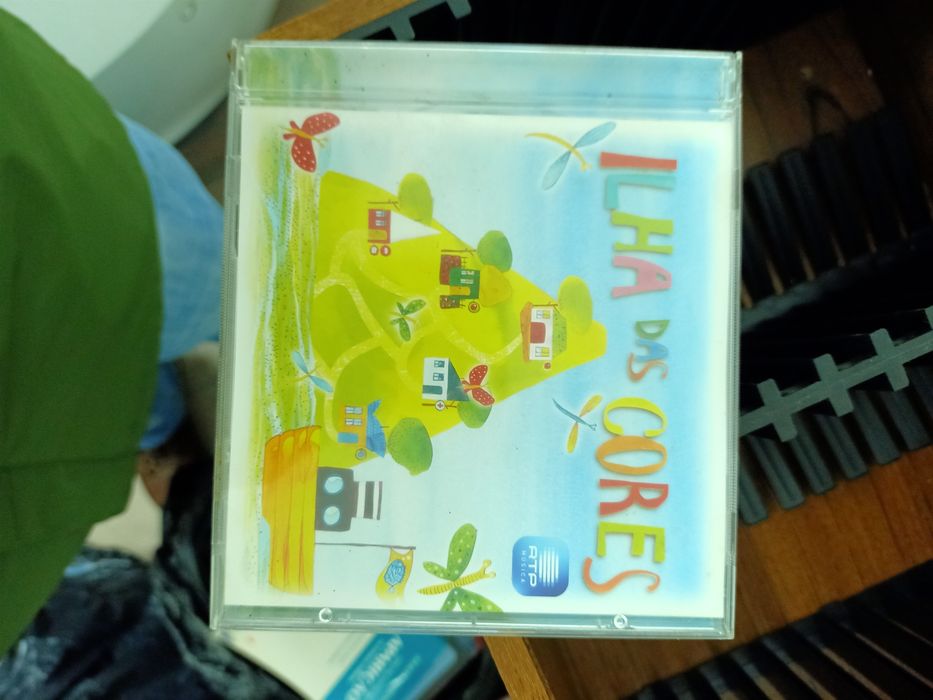 ILHA DAS CORES
RTP
MÚSICA